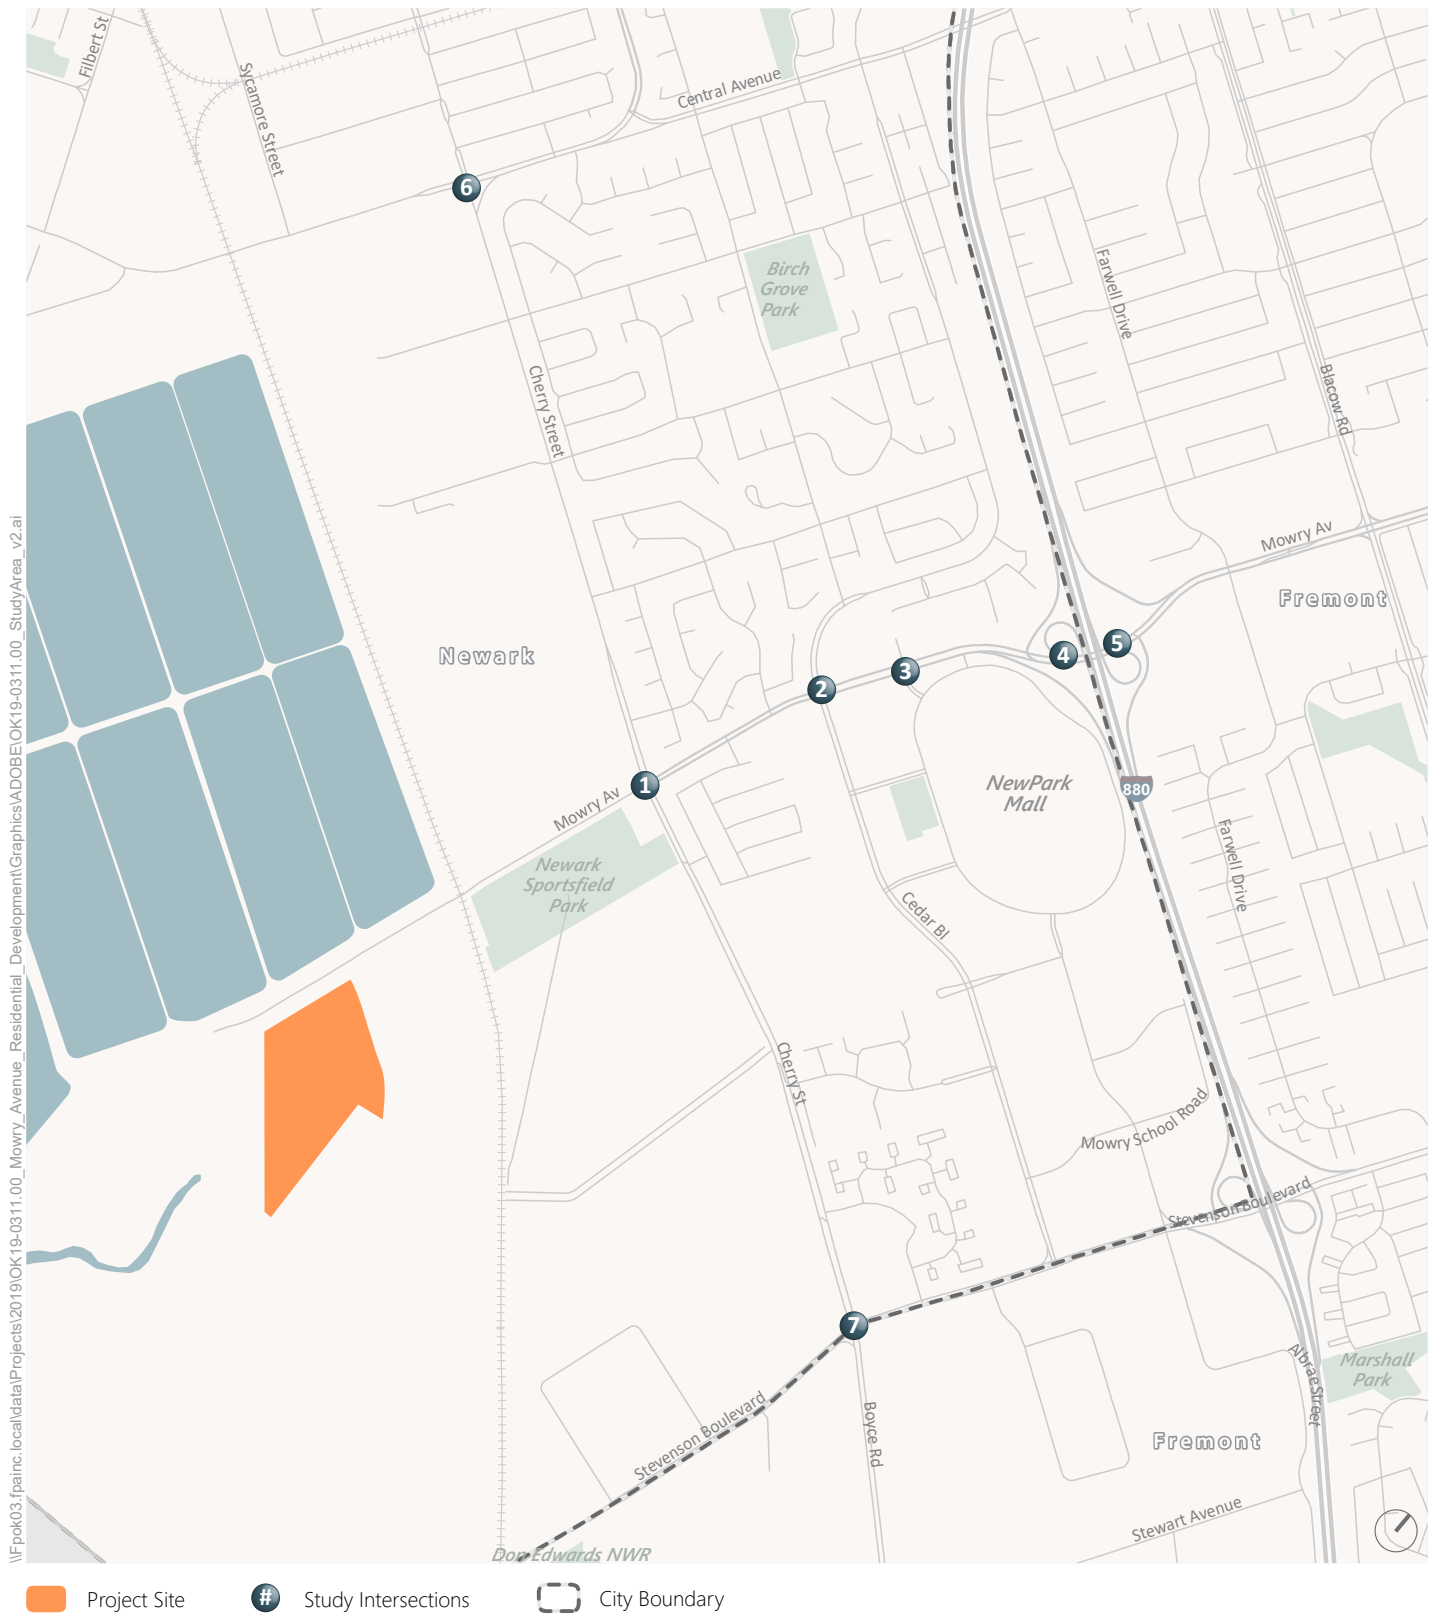 Filbert St
Sycamore Street
Central Avenue
6
Birch
Grove
Park
Farwell Drive
Cherry Street
Blacow Rd
Mowry Av
Fremont
Newark
5
4
3
2
1
NewPark
Mall
880
Mowry Av
Newark
Sportsfield
Park
Farwell Drive
Cedar Bl
Cherry St
Mowry School Road
Stevenson Boulevard
7
Albrae Street
Marshall
Park
Stevenson Boulevard
Boyce Rd
Fremont
Stewart Avenue
Don Edwards NWR
\\Fpok03.fpainc.local\data\Projects\2019\OK19-0311.00_Mowry_Avenue_Residential_Development\Graphics\ADOBE\OK19-0311.00_StudyArea_v2.ai
Project Site
# Study Intersections
City Boundary